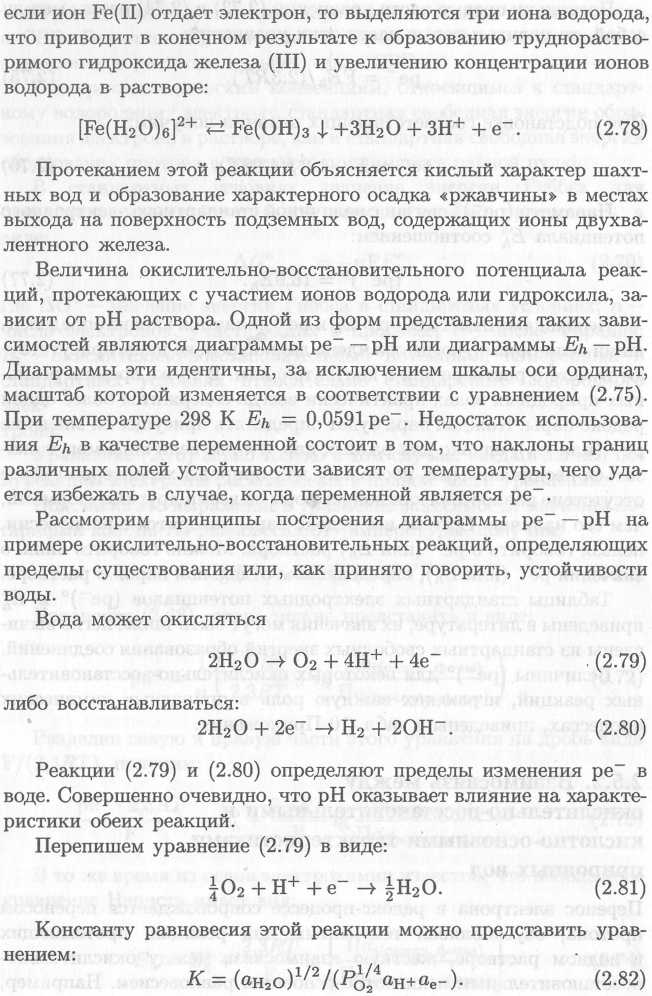 если ион Fe(II) отдает электрон, то выделяются три иона водорода,
что приводит в конечном результате к образованию труднораство-
римого гидроксида железа (III) и увеличению концентрации ионов
водорода в растворе:
[Fe(H₂O)₆]²⁺ ⇄ Fe(OH)₃ ↓ +3H₂O + 3H⁺ + e⁻ (2.78)
Протеканием этой реакции объясняется кислый характер шахт-
ных вод и образование характерного осадка «ржавчины» в местах
выхода на поверхность подземных вод, содержащих ионы двухва-
лентного железа.
Величина окислительно-восстановительного потенциала реак-
ций, протекающих с участием ионов водорода или гидроксила, за-
висит от pH раствора. Одной из форм представления таких зави-
симостей являются диаграммы pe⁻ — pH или диаграммы Eₕ — pH.
Диаграммы эти идентичны, за исключением шкалы оси ординат,
масштаб которой изменяется в соответствии с уравнением (2.75).
При температуре 298 K Eₕ = 0,0591 pe⁻. Недостаток использова-
ния Eₕ в качестве переменной состоит в том, что наклоны границ
различных полей устойчивости зависят от температуры, чего уда-
ется избежать в случае, когда переменной является pe⁻.
Рассмотрим принципы построения диаграммы pe⁻ – pH на
примере окислительно-восстановительных реакций, определяющих
пределы существования или, как принято говорить, устойчивости
воды.
Вода может окисляться
2H₂O → O₂ + 4H⁺ + 4e⁻ (2.79)
либо восстанавливаться:
2H₂O + 2e⁻ → H₂ + 2OH⁻ (2.80)
Реакции (2.79) и (2.80) определяют пределы изменения pe⁻ в
воде. Совершенно очевидно, что pH оказывает влияние на характе-
ристики обеих реакций.
Перепишем уравнение (2.79) в виде:
¼O₂ + H⁺ + e⁻ → ½H₂O. (2.81)
Константу равновесия этой реакции можно представить урав-
нением:
K = (a_H₂O)^1/2/(P_O₂^1/4 a_H⁺ a_e⁻). (2.82)